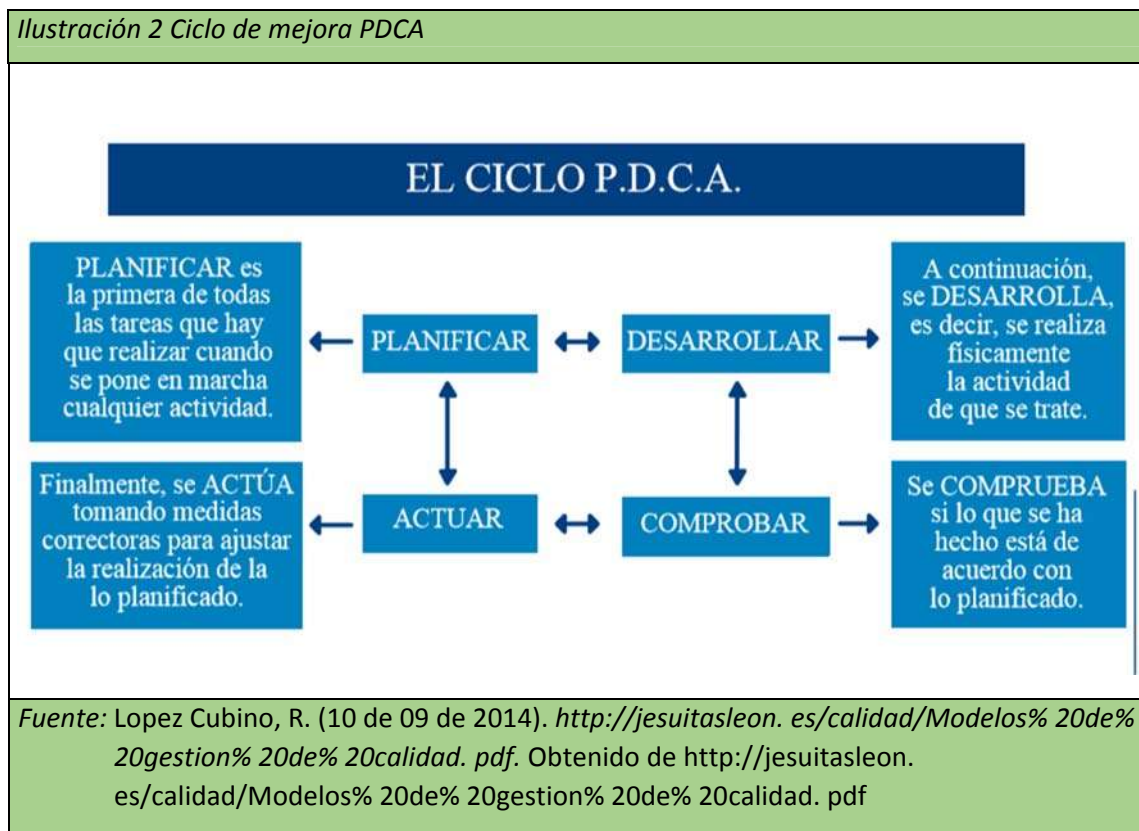 Ilustración 2 Ciclo de mejora PDCA
EL CICLO P.D.C.A.
PLANIFICAR es
la primera de todas
las tareas que hay
que realizar cuando
se pone en marcha
cualquier actividad.
PLANIFICAR
DESARROLLAR
A continuación,
se DESARROLLA,
es decir, se realiza
físicamente
la actividad
de que se trate.
Finalmente, se ACTÚA
tomando medidas
correctoras para ajustar
la realización de la
lo planificado.
ACTUAR
COMPROBAR
Se COMPRUEBA
si lo que se ha
hecho está de
acuerdo con
lo planificado.
Fuente: Lopez Cubino, R. (10 de 09 de 2014). http://jesuitasleon. es/calidad/Modelos% 20de%
20gestion% 20de% 20calidad. pdf. Obtenido de http://jesuitasleon.
es/calidad/Modelos% 20de% 20gestion% 20de% 20calidad. pdf